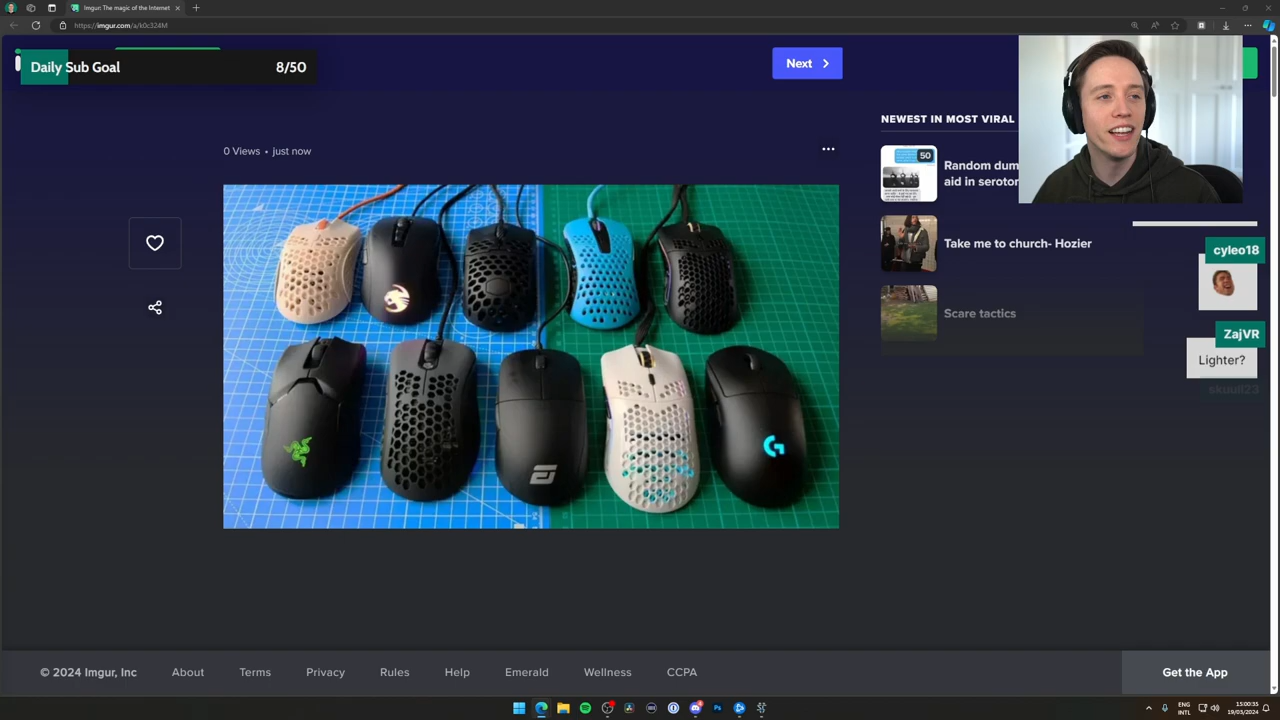 Imgur: The magic of the Internet
https://imgur.com/a/k0c324M
Daily Sub Goal 8/50
Next
0 Views • just now
NEWEST IN MOST VIRAL
50
Random dum
aid in seroton
Take me to church- Hozier
Scare tactics
cyleo18
ZajVR
Lighter?
skuull23
© 2024 Imgur, Inc
About
Terms
Privacy
Rules
Help
Emerald
Wellness
CCPA
Get the App
ENG
INTL
15:00:35
19/03/2024